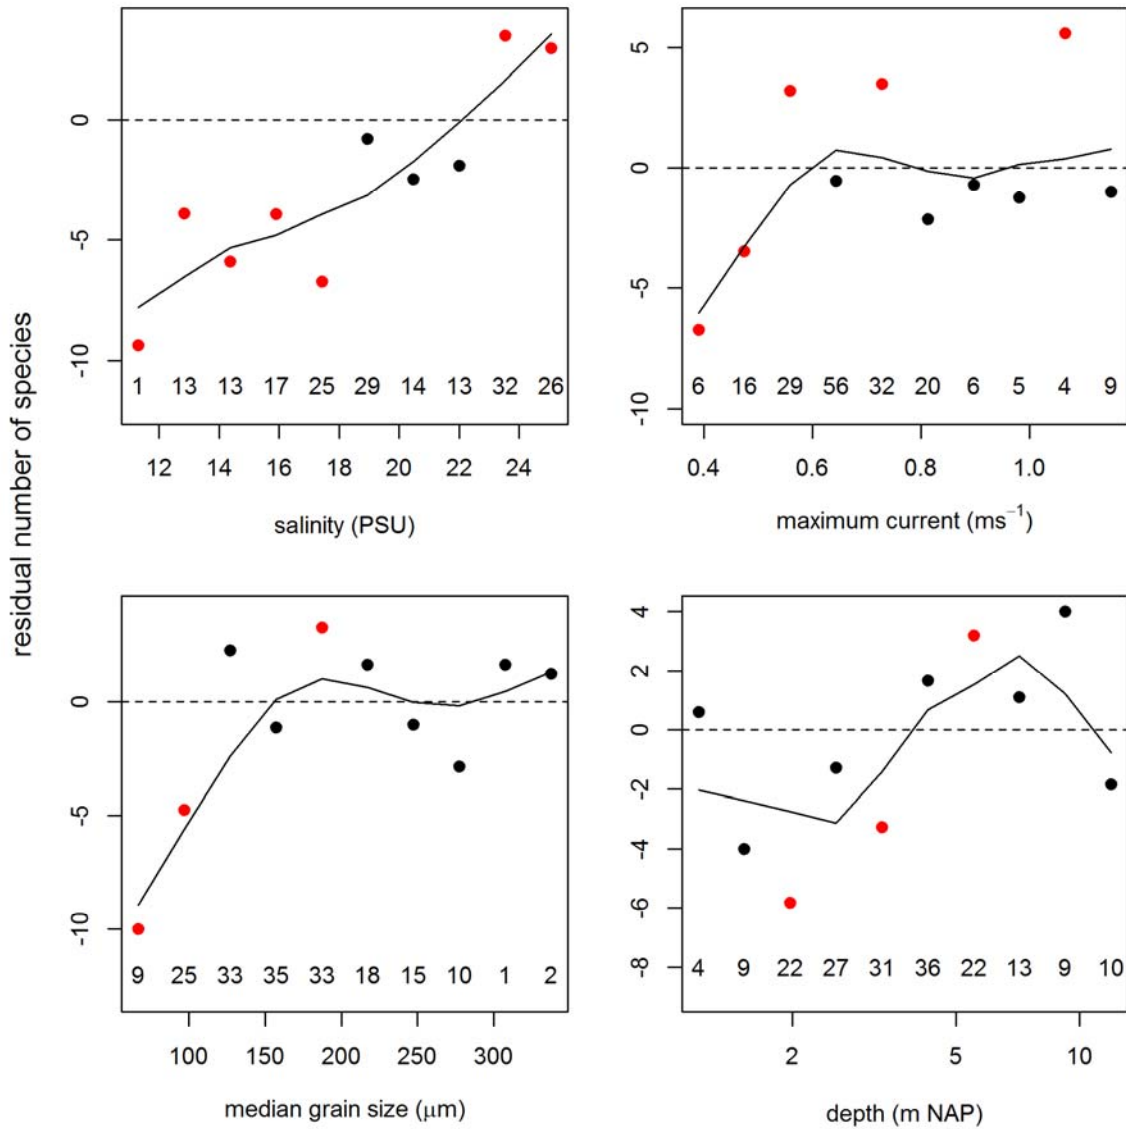 residual number of species
0
-5
-10
1 13 13 17 25 29 14 13 32 26
12 14 16 18 20 22 24
salinity (PSU)
5
0
-5
-10
6 16 29 56 32 20 6 5 4 9
0.4 0.6 0.8 1.0
maximum current (ms⁻¹)
0
-5
-10
9 25 33 35 33 18 15 10 1 2
100 150 200 250 300
median grain size (μm)
4
2
0
-2
-4
-6
-8
4 9 22 27 31 36 22 13 9 10
2 5 10
depth (m NAP)